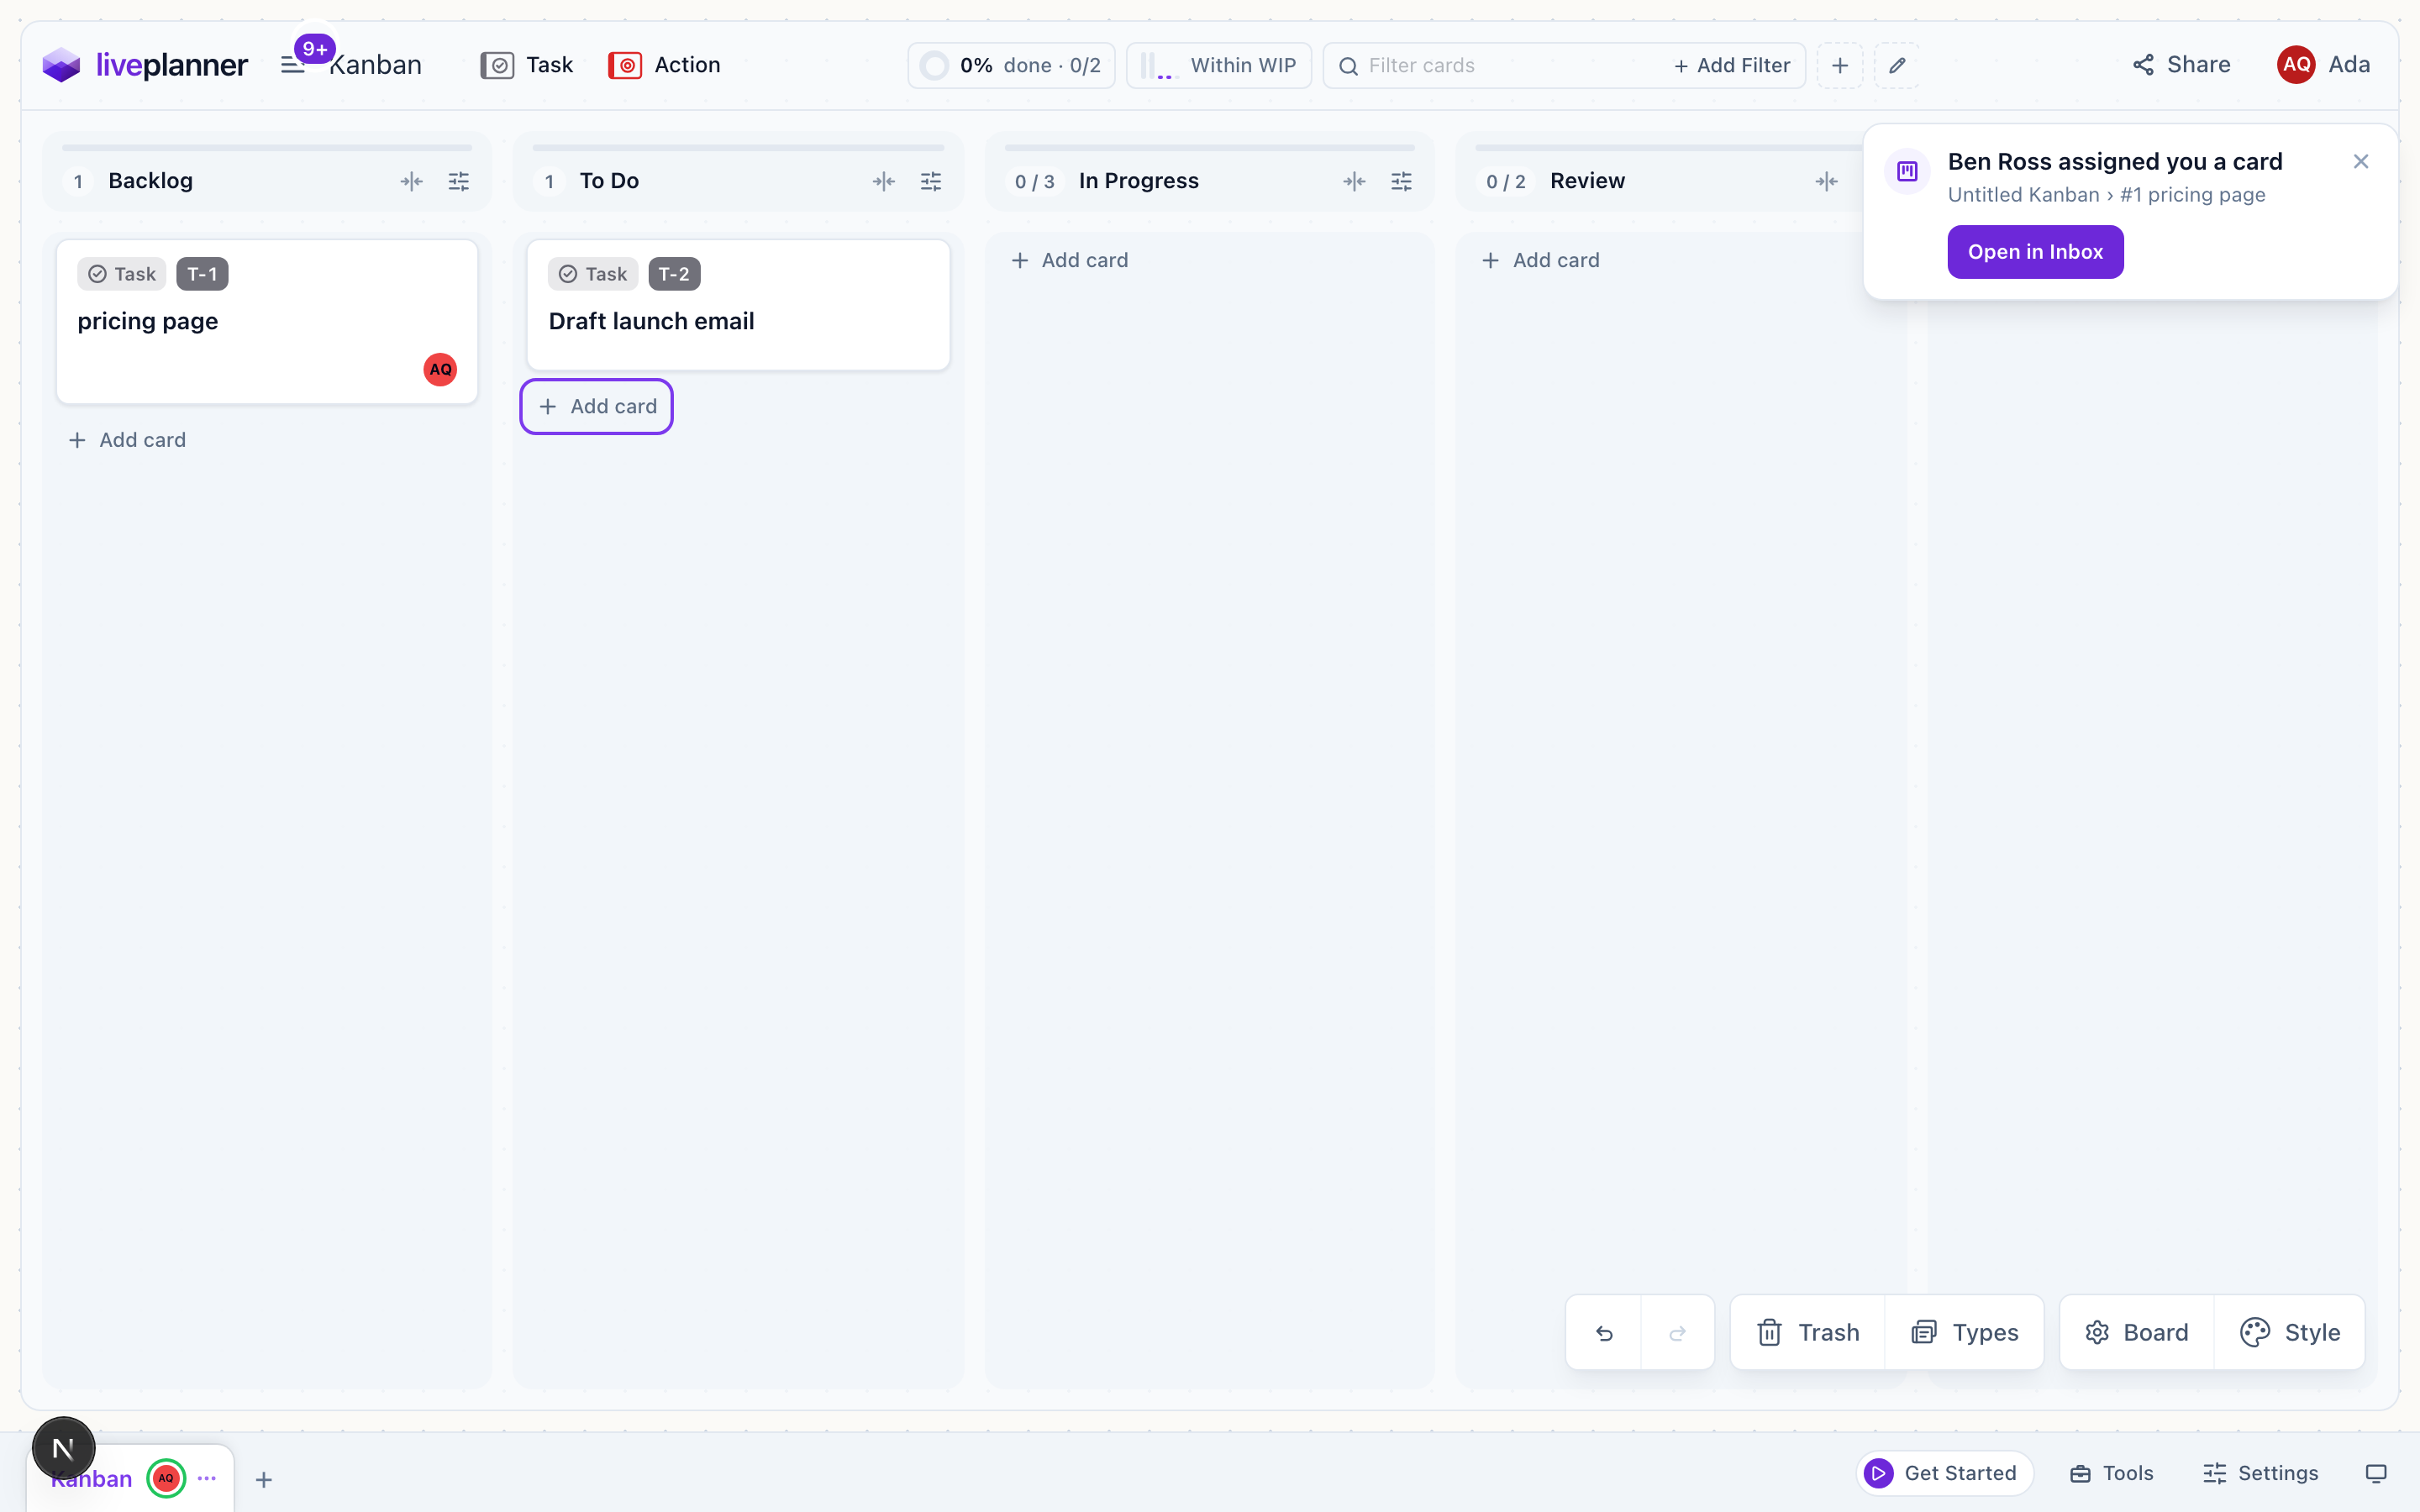 liveplanner
9+
Kanban
Task
Action
0% done · 0/2
Within WIP
Filter cards
+ Add Filter
Share
AQ
Ada
1 Backlog
1 To Do
0 / 3 In Progress
0 / 2 Review
Ben Ross assigned you a card
Untitled Kanban › #1 pricing page
Open in Inbox
Task T-1
pricing page
AQ
+ Add card
Task T-2
Draft launch email
+ Add card
+ Add card
+ Add card
Trash
Types
Board
Style
N
Kanban
AQ
Get Started
Tools
Settings